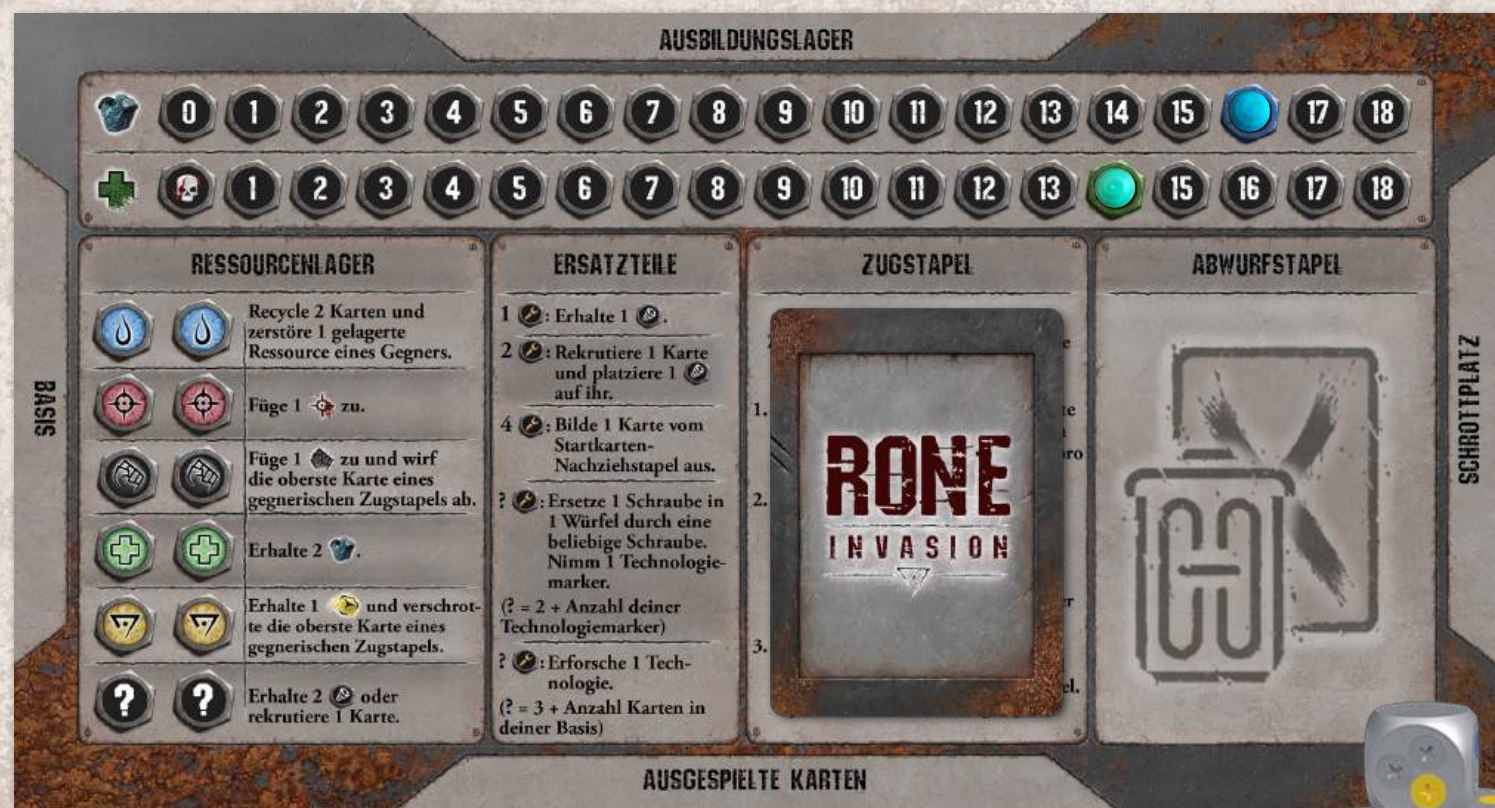 AUSBILDUNGSLAGER
0 1 2 3 4 5 6 7 8 9 10 11 12 13 14 15 17 18
1 2 3 4 5 6 7 8 9 10 11 12 13 15 16 17 18
BASIS
RESSOURCENLAGER
Recycle 2 Karten und
zerstöre 1 gelagerte
Ressource eines Gegners.
Füge 1 zu.
Füge 1 zu und wirf
die oberste Karte eines
gegnerischen Zugstapels ab.
Erhalte 2 .
Erhalte 1 und verschrot-
te die oberste Karte eines
gegnerischen Zugstapels.
? ? Erhalte 2 oder
rekrutiere 1 Karte.
ERSATZTEILE
1 : Erhalte 1 .
2 : Rekrutiere 1 Karte
und platziere 1
auf ihr.
4 : Bilde 1 Karte vom
Startkarten-
Nachziehstapel aus.
? : Ersetze 1 Schraube in
1 Würfel durch eine
beliebige Schraube.
Nimm 1 Technologie-
marker.
(? = 2 + Anzahl deiner
Technologiemarker)
? : Erforsche 1 Tech-
nologie.
(? = 3 + Anzahl Karten in
deiner Basis)
ZUGSTAPEL
1.
2.
3.
RONE
INVASION
ABWURFSTAPEL
SCHROTTPLATZ
AUSGESPIELTE KARTEN